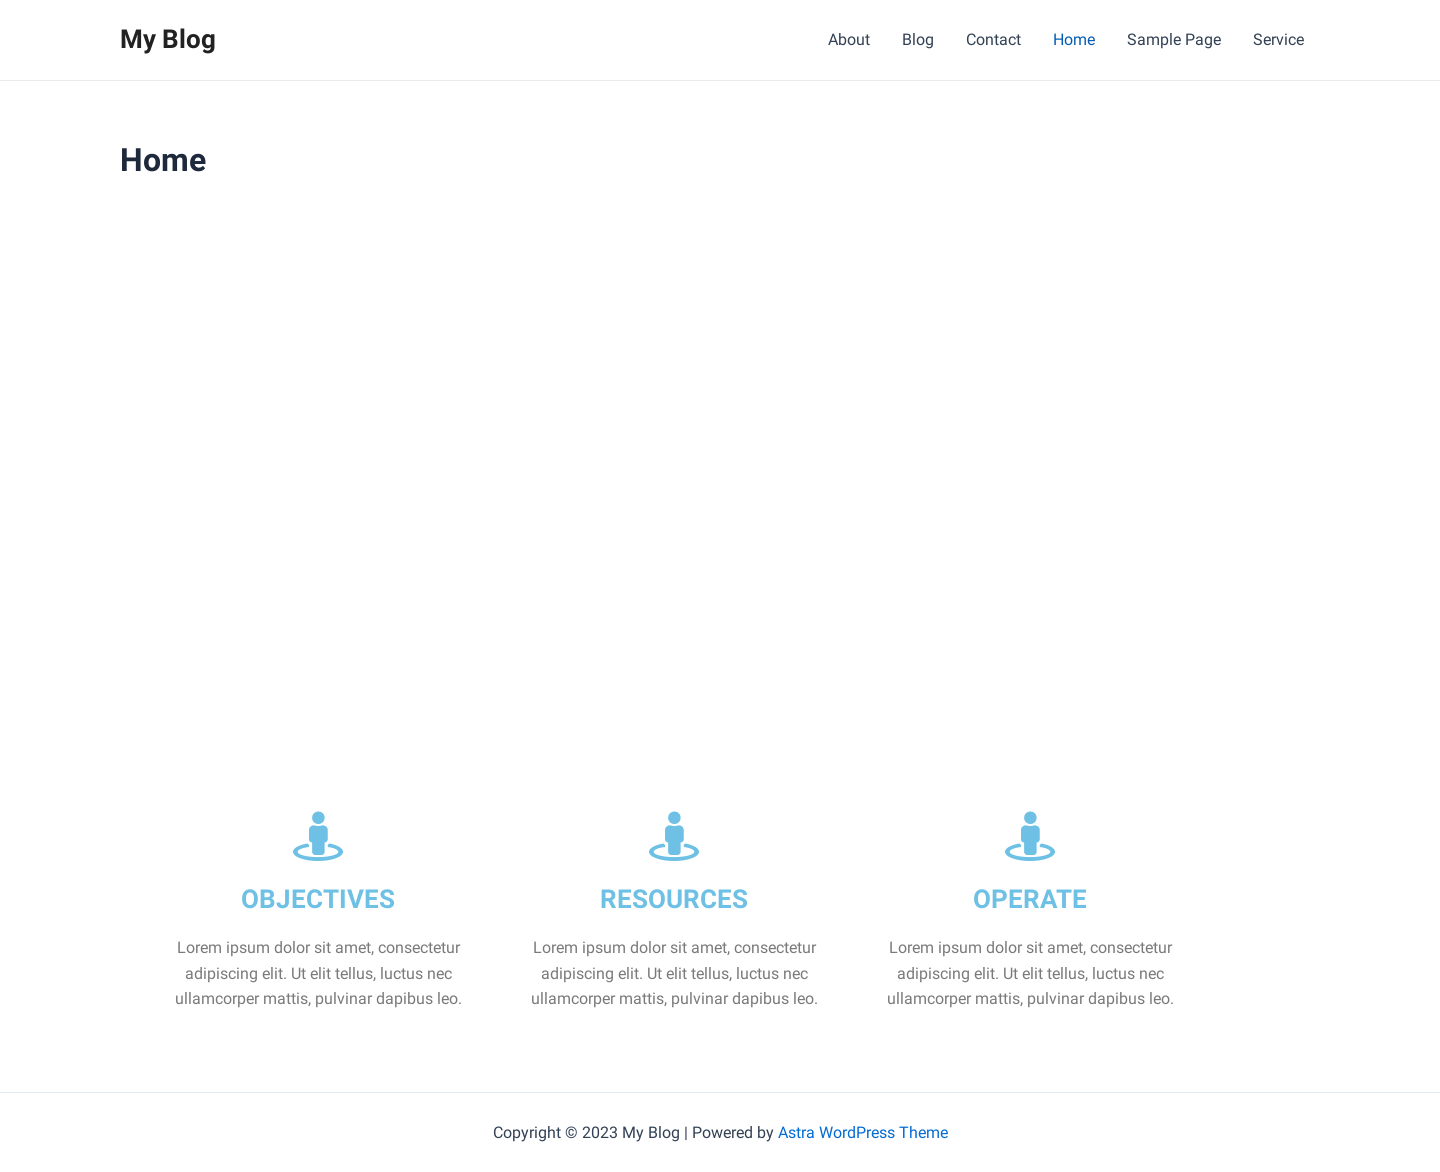 My Blog
About Blog Contact Home Sample Page Service
Home
OBJECTIVES
Lorem ipsum dolor sit amet, consectetur
adipiscing elit. Ut elit tellus, luctus nec
ullamcorper mattis, pulvinar dapibus leo.
RESOURCES
Lorem ipsum dolor sit amet, consectetur
adipiscing elit. Ut elit tellus, luctus nec
ullamcorper mattis, pulvinar dapibus leo.
OPERATE
Lorem ipsum dolor sit amet, consectetur
adipiscing elit. Ut elit tellus, luctus nec
ullamcorper mattis, pulvinar dapibus leo.
Copyright © 2023 My Blog | Powered by Astra WordPress Theme